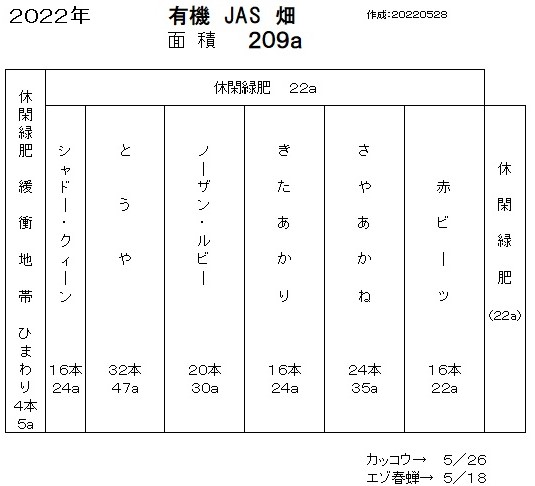 2022年
有機 JAS 畑
作成:20220528
面積 209a
休閑緑肥 22a
休閑緑肥 緩衝地帯 ひまわり
4本
5a
シャドー・クィーン
16本
24a
とうや
32本
47a
ノーザン・ルビー
20本
30a
きたあかり
16本
24a
さやあかね
24本
35a
赤ビーツ
16本
22a
休閑緑肥
(22a)
カッコウ→ 5/26
エゾ春蝉→ 5/18